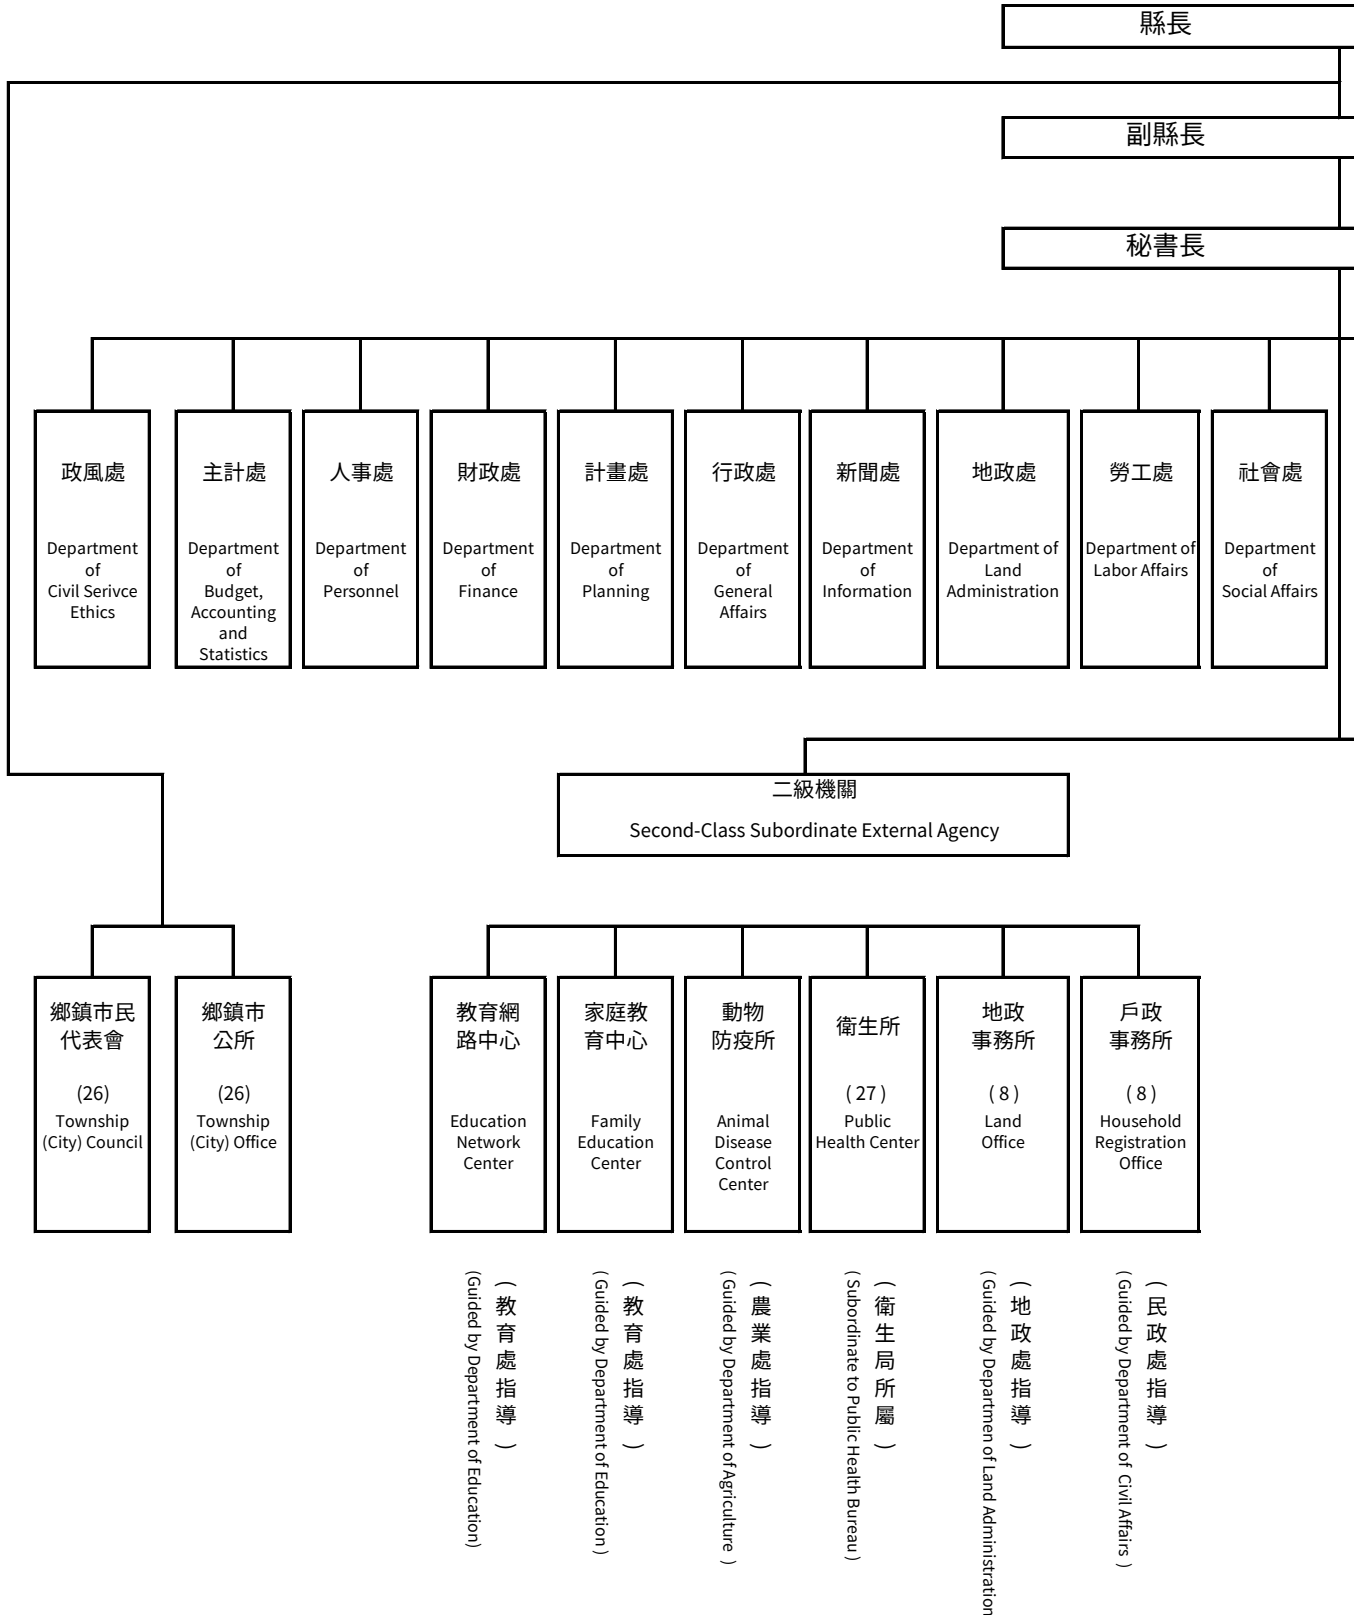 縣長
副縣長
秘書長
政風處
Department
of
Civil Serivce
Ethics
主計處
Department
of
Budget,
Accounting
and
Statistics
人事處
Department
of
Personnel
財政處
Department
of
Finance
計畫處
Department
of
Planning
行政處
Department
of
General
Affairs
新聞處
Department
of
Information
地政處
Department of
Land
Administration
勞工處
Department of
Labor Affairs
社會處
Department
of
Social Affairs
二級機關
Second-Class Subordinate External Agency
鄉鎮市民
代表會
(26)
Township
(City) Council
鄉鎮市
公所
(26)
Township
(City) Office
教育網
路中心
Education
Network
Center
家庭教
育中心
Family
Education
Center
動物
防疫所
Animal
Disease
Control
Center
衛生所
( 27 )
Public
Health Center
地政
事務所
( 8 )
Land
Office
戶政
事務所
( 8 )
Household
Registration
Office
(教育處指導)
(Guided by Department of Education)
(教育處指導)
( Guided by Department of Education )
(農業處指導)
( Guided by Department of Agriculture )
(衛生局所屬)
( Subordinate to Public Health Bureau )
(地政處指導)
( Guided by Departmen of Land Administration
(民政處指導)
( Guided by Department of Civil Affairs )